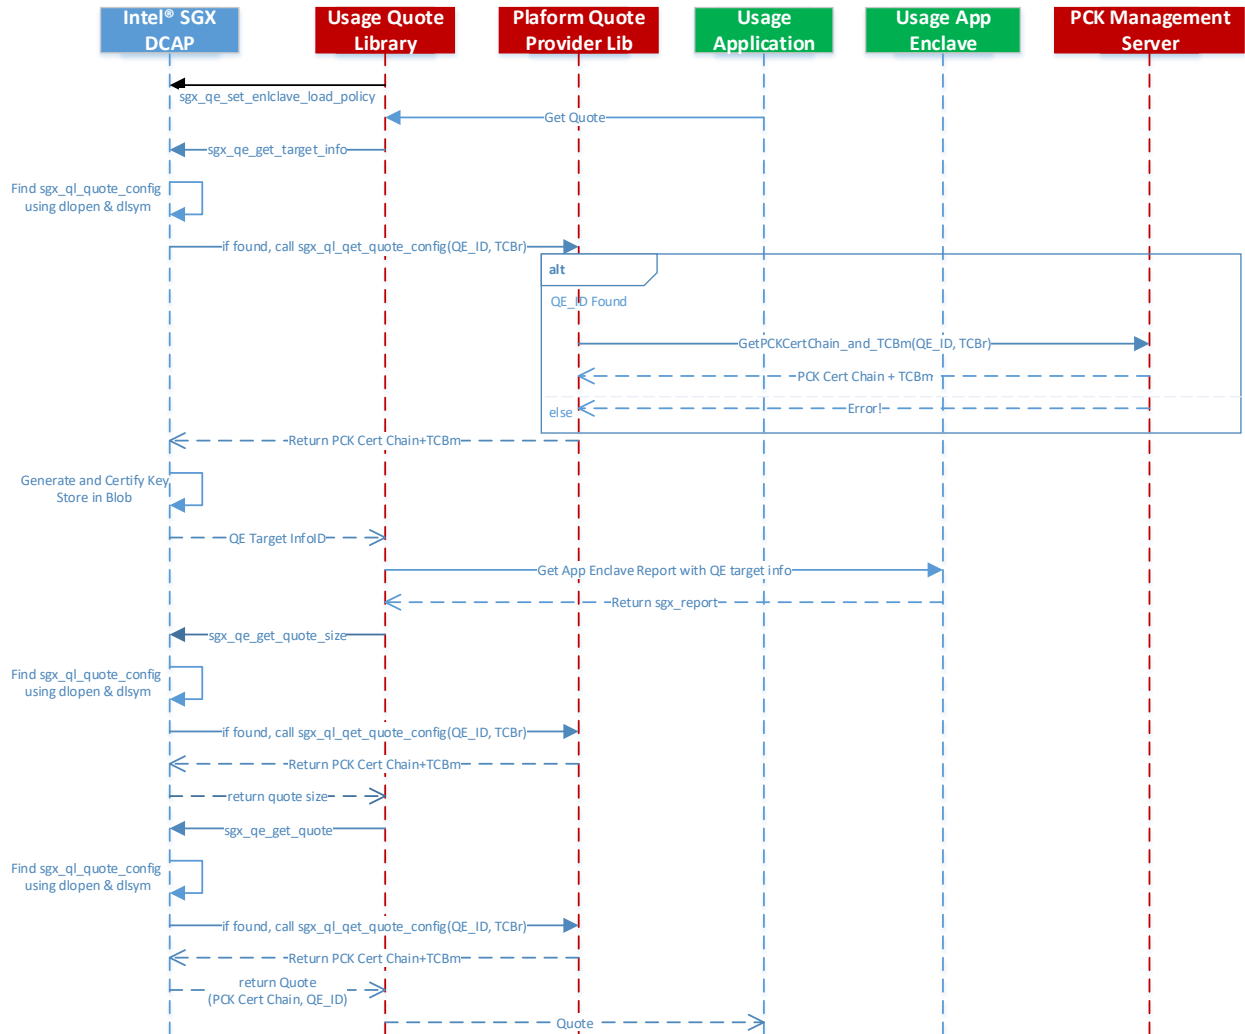 Intel® SGX
DCAP
Usage Quote
Library
Plaform Quote
Provider Lib
Usage
Application
Usage App
Enclave
PCK Management
Server
sgx_qe_set_enlclave_load_policy
Get Quote
sgx_qe_get_target_info
Find sgx_ql_quote_config
using dlopen & dlsym
if found, call sgx_ql_qet_quote_config(QE_ID, TCBr)
alt
QE_ID Found
GetPCKCertChain_and_TCBm(QE_ID, TCBr)
PCK Cert Chain + TCBm
else
Error!
Return PCK Cert Chain+TCBm
Generate and Certify Key
Store in Blob
QE Target InfoID
Get App Enclave Report with QE target info
Return sgx_report
sgx_qe_get_quote_size
Find sgx_ql_quote_config
using dlopen & dlsym
if found, call sgx_ql_qet_quote_config(QE_ID, TCBr)
Return PCK Cert Chain+TCBm
return quote size
sgx_qe_get_quote
Find sgx_ql_quote_config
using dlopen & dlsym
if found, call sgx_ql_qet_quote_config(QE_ID, TCBr)
Return PCK Cert Chain+TCBm
return Quote
(PCK Cert Chain, QE_ID)
Quote